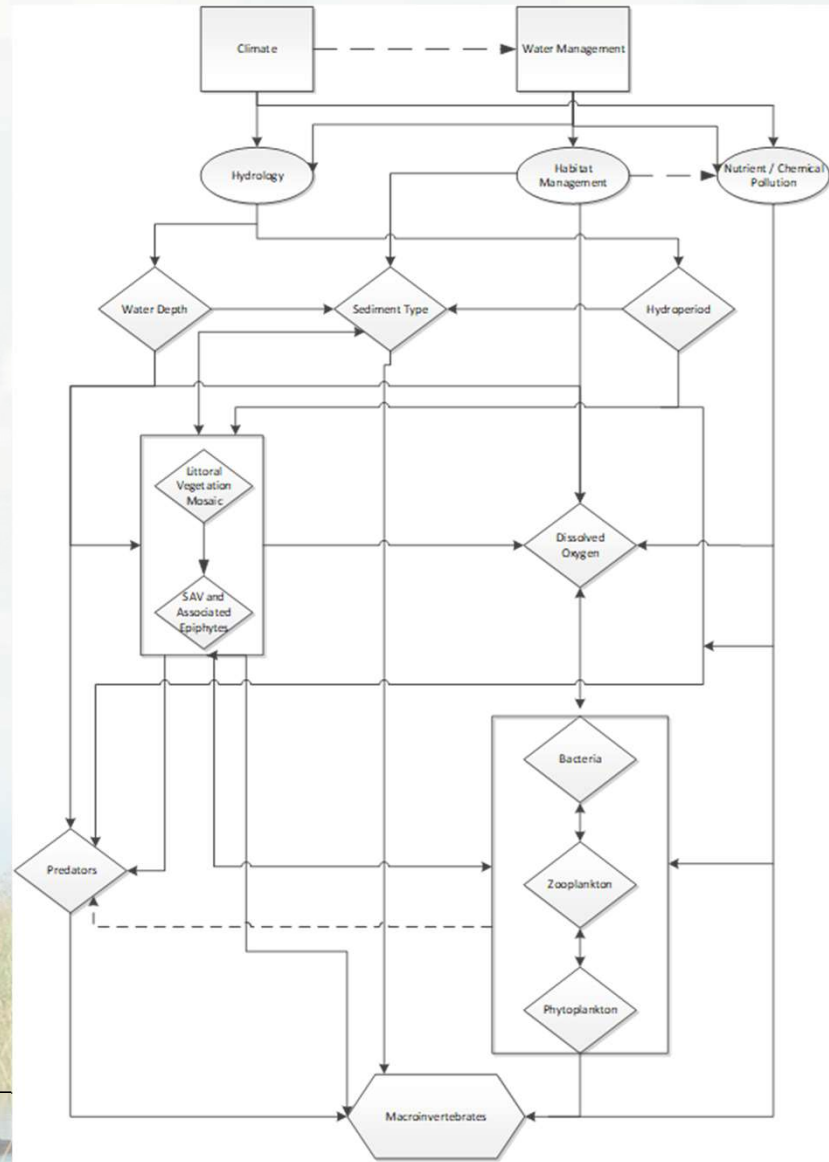 Climate
Water Management
Hydrology
Habitat
Management
Nutrient / Chemical
Pollution
Water Depth
Sediment Type
Hydroperiod
Littoral
Vegetation
Mosaic
Dissolved
Oxygen
SAV and
Associated
Epiphytes
Bacteria
Predators
Zooplankton
Phytoplankton
Macroinvertebrates